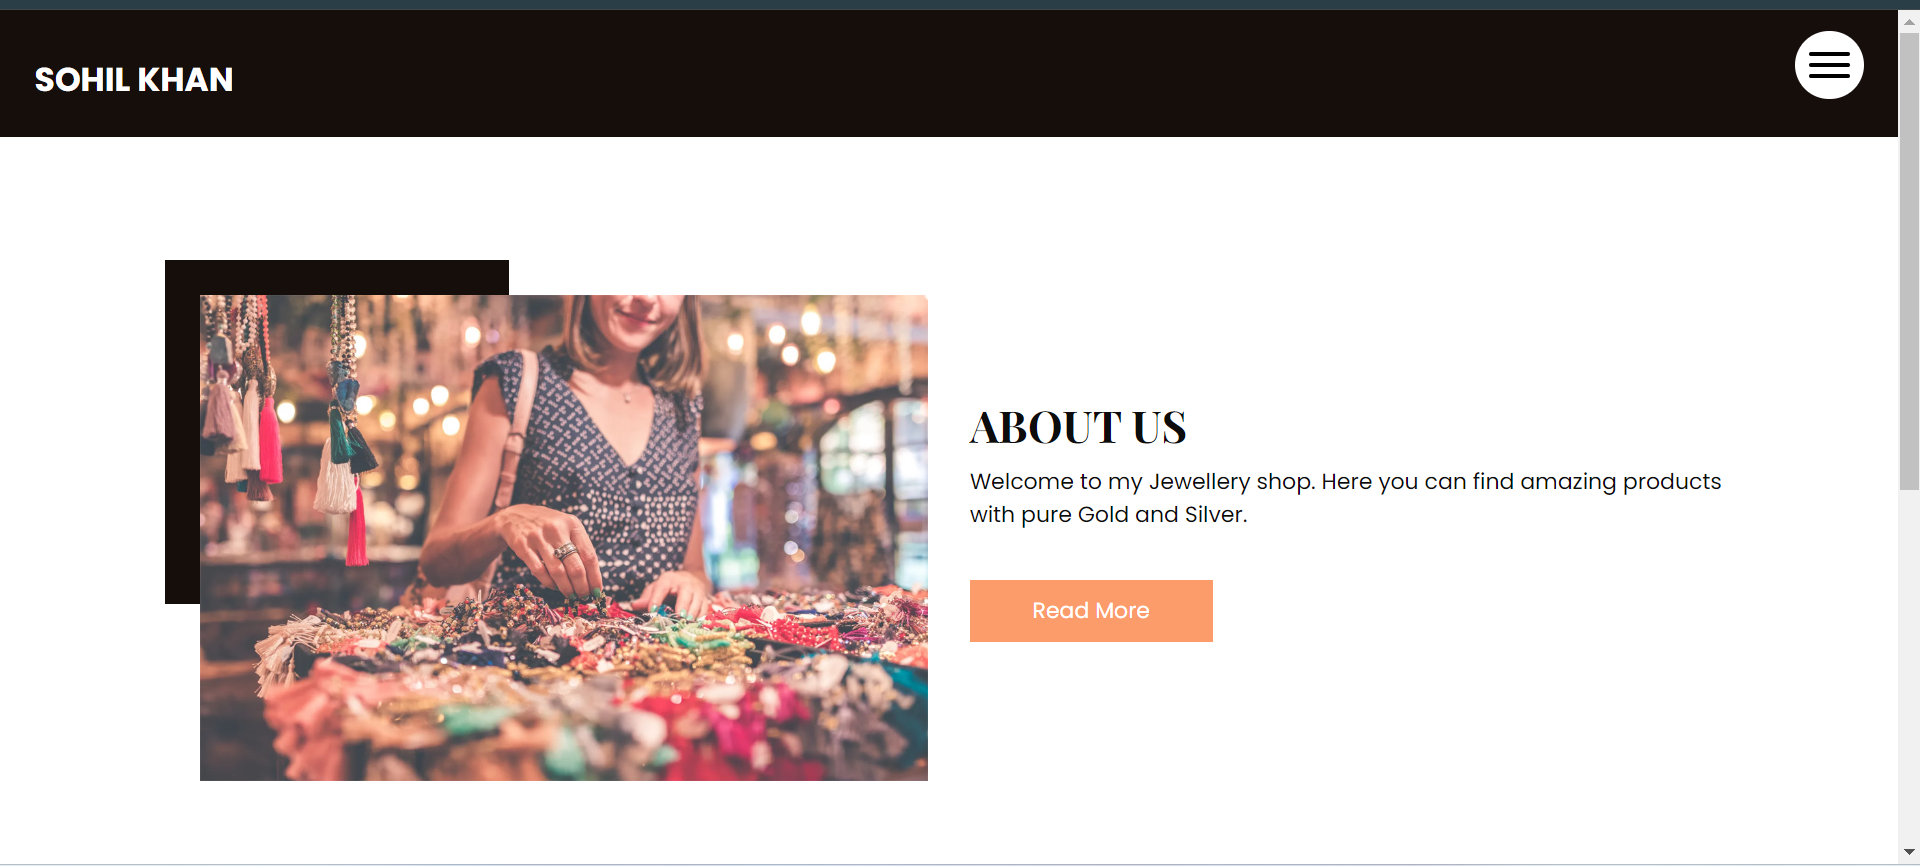 SOHIL KHAN
ABOUT US
Welcome to my Jewellery shop. Here you can find amazing products
with pure Gold and Silver.
Read More